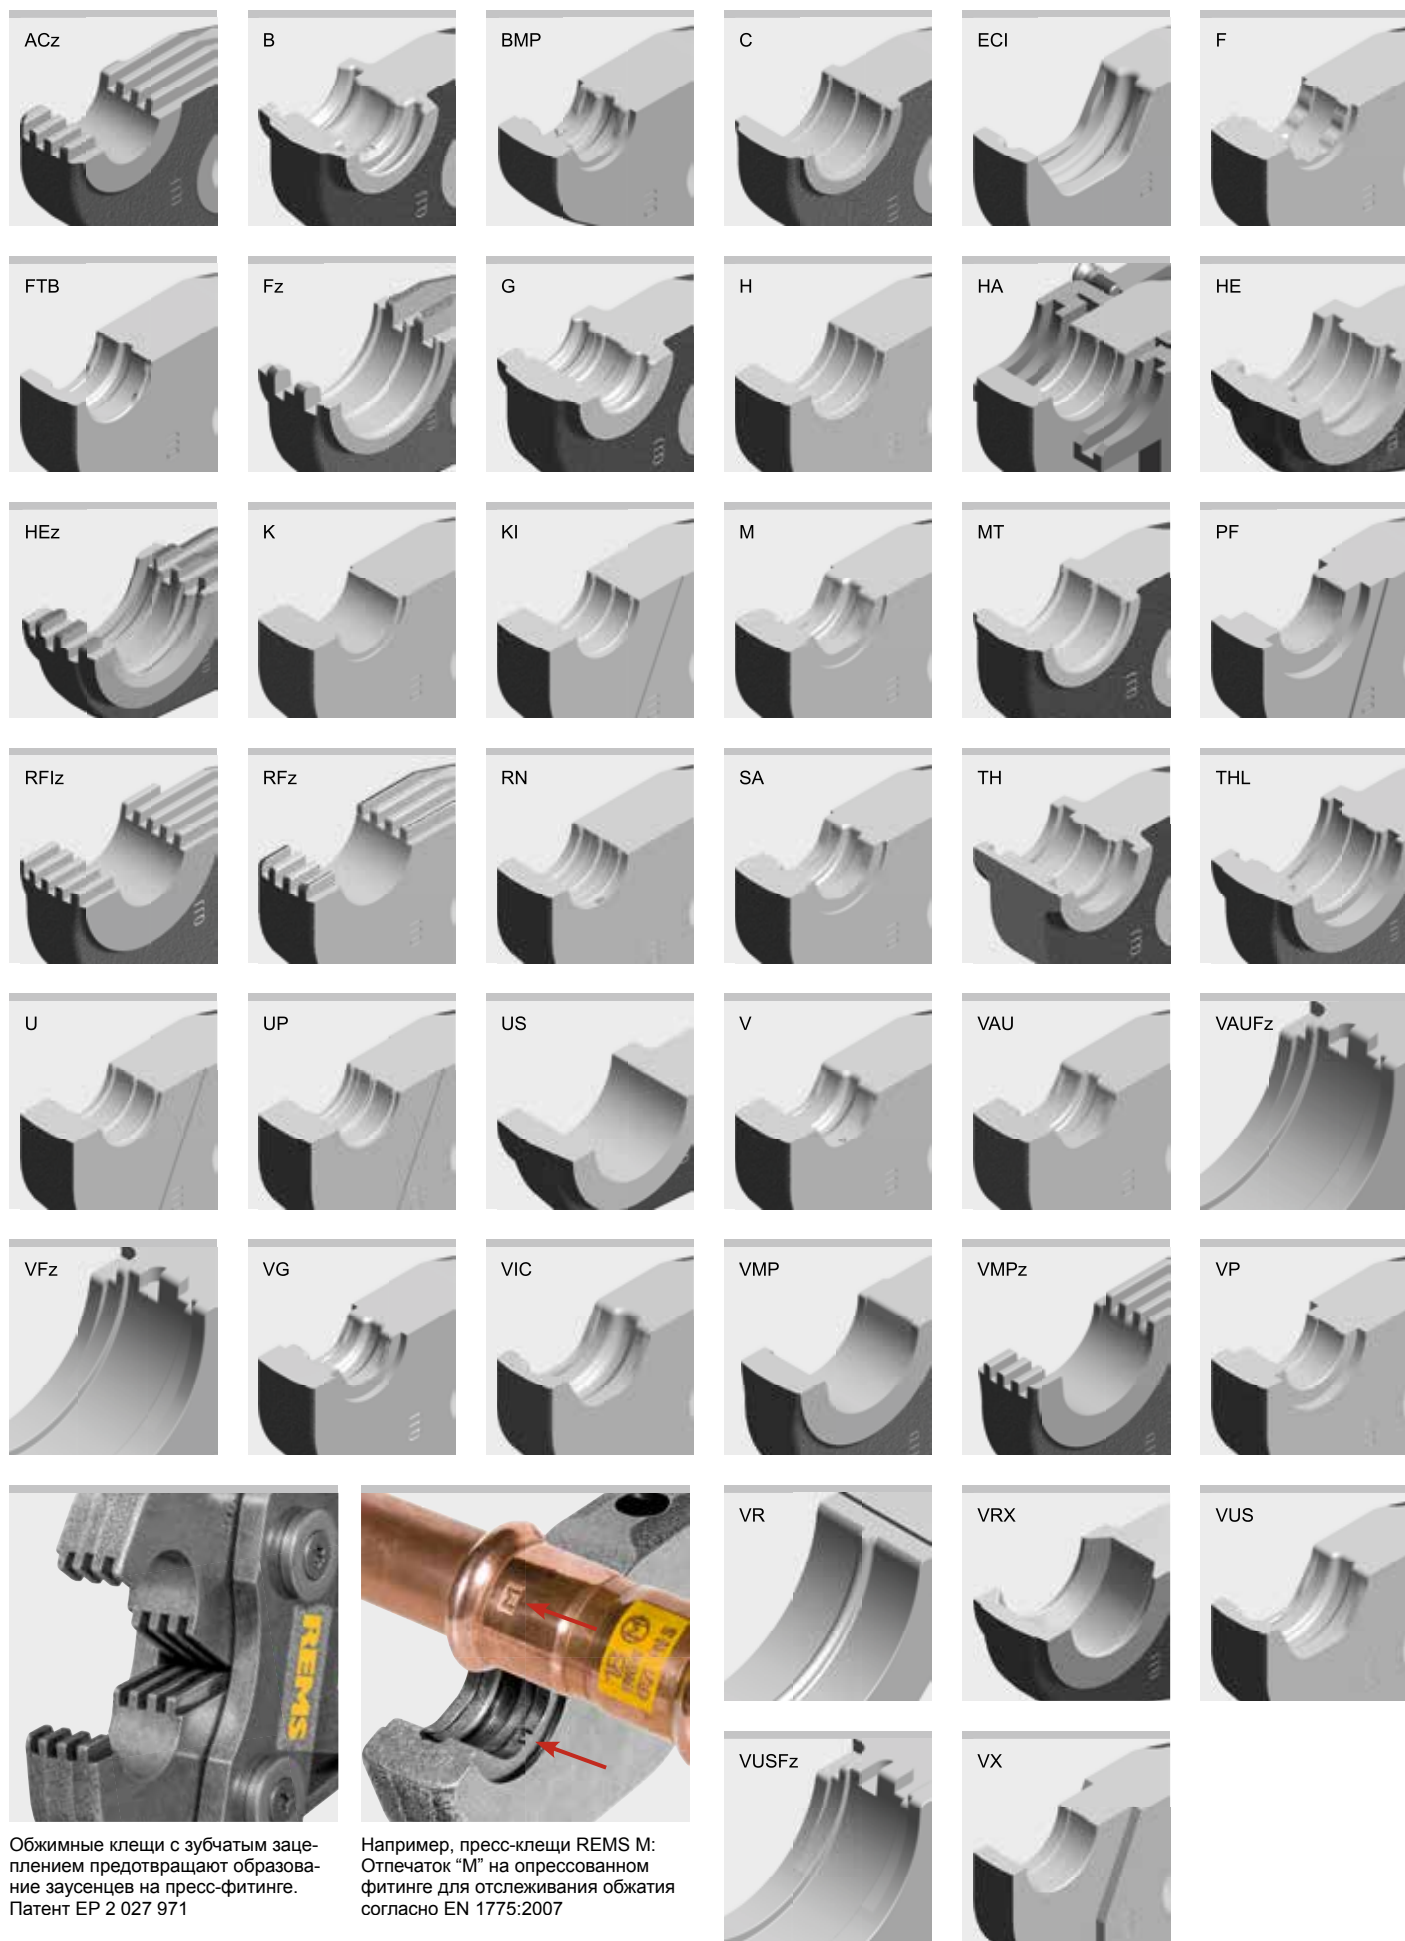 ACz
B
BMP
C
ECI
F
FTB
Fz
G
H
HA
HE
HEz
K
KI
M
MT
PF
RFIz
RFz
RN
SA
TH
THL
U
UP
US
V
VAU
VAUFz
VFz
VG
VIC
VMP
VMPz
VP
REMS
VR
VRX
VUS
VUSFz
VX
Обжимные клещи с зубчатым заце-
плением предотвращают образова-
ние заусенцев на пресс-фитинге.
Патент EP 2 027 971
Например, пресс-клещи REMS M:
Отпечаток “M” на опрессованном
фитинге для отслеживания обжатия
согласно EN 1775:2007